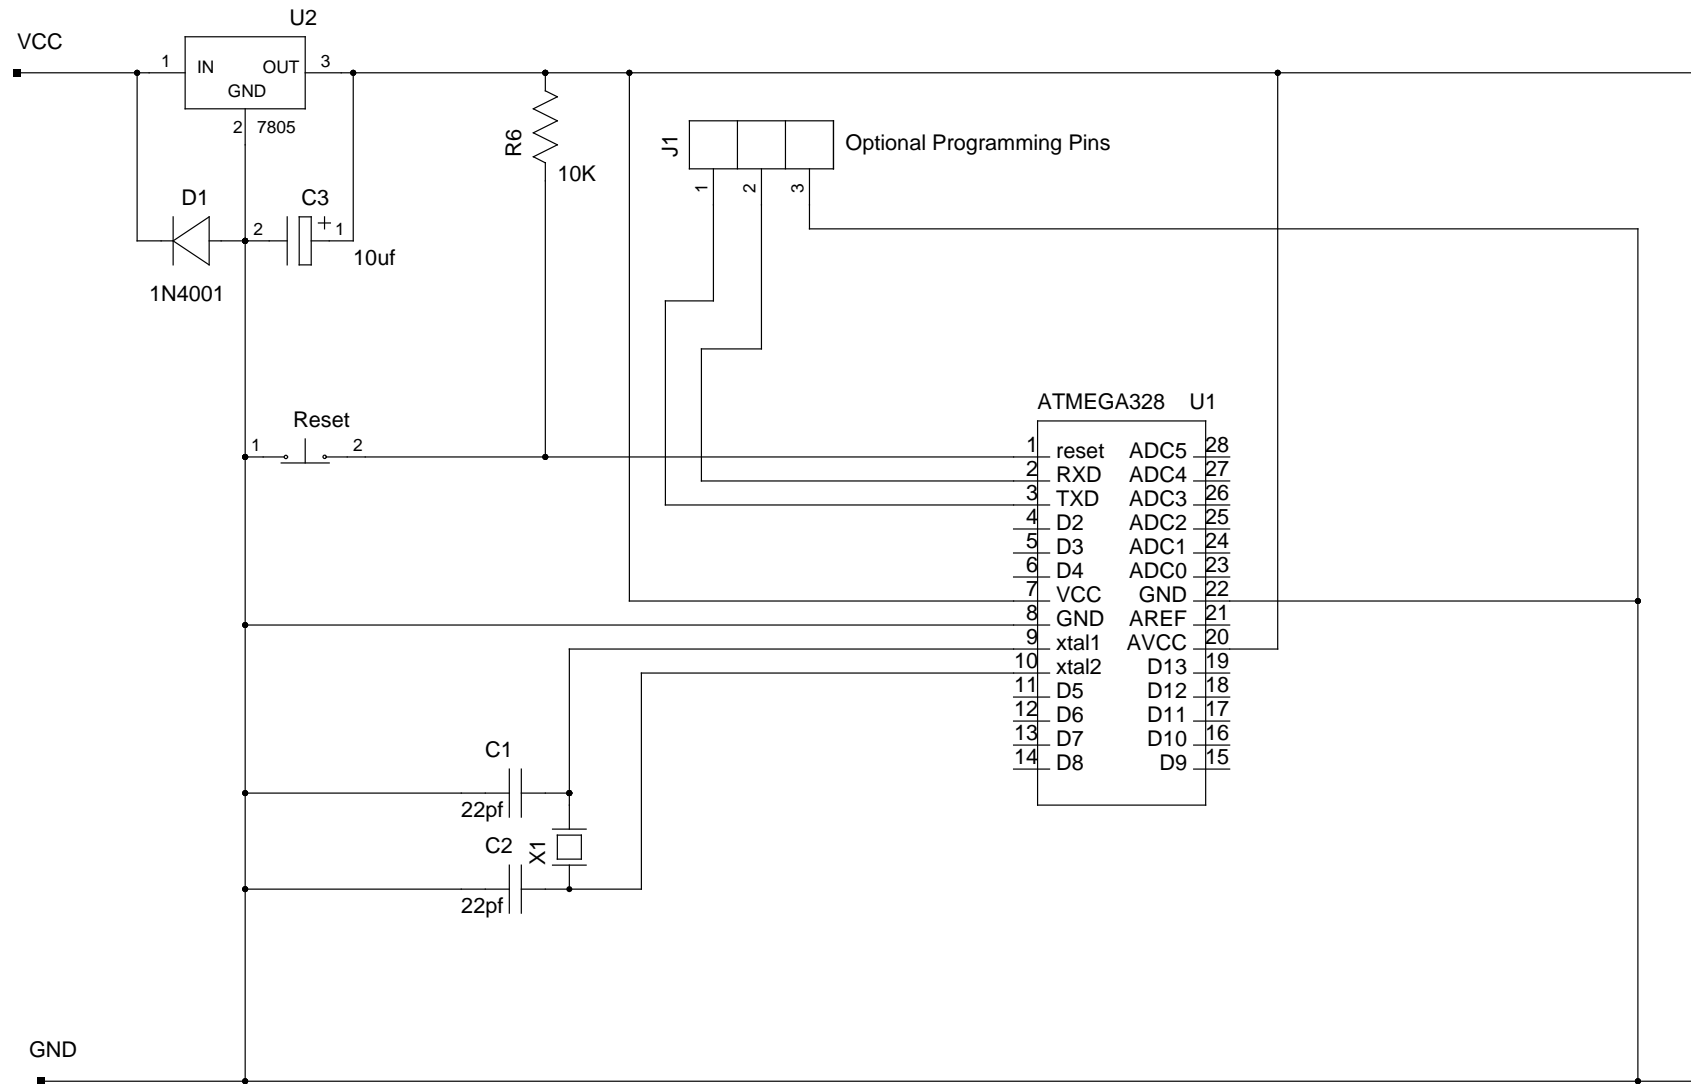 U2
VCC
1 IN OUT 3
GND
2 7805
R6
10K
J1 Optional Programming Pins
1 2 3
D1 C3
2 + 1
10uf
1N4001
ATMEGA328 U1
Reset
1 2
1 reset ADC5 28
2 RXD ADC4 27
3 TXD ADC3 26
4 D2 ADC2 25
5 D3 ADC1 24
6 D4 ADC0 23
7 VCC GND 22
8 GND AREF 21
9 xtal1 AVCC 20
10 xtal2 D13 19
11 D5 D12 18
12 D6 D11 17
13 D7 D10 16
14 D8 D9 15
C1
22pf
C2 X1
22pf
GND